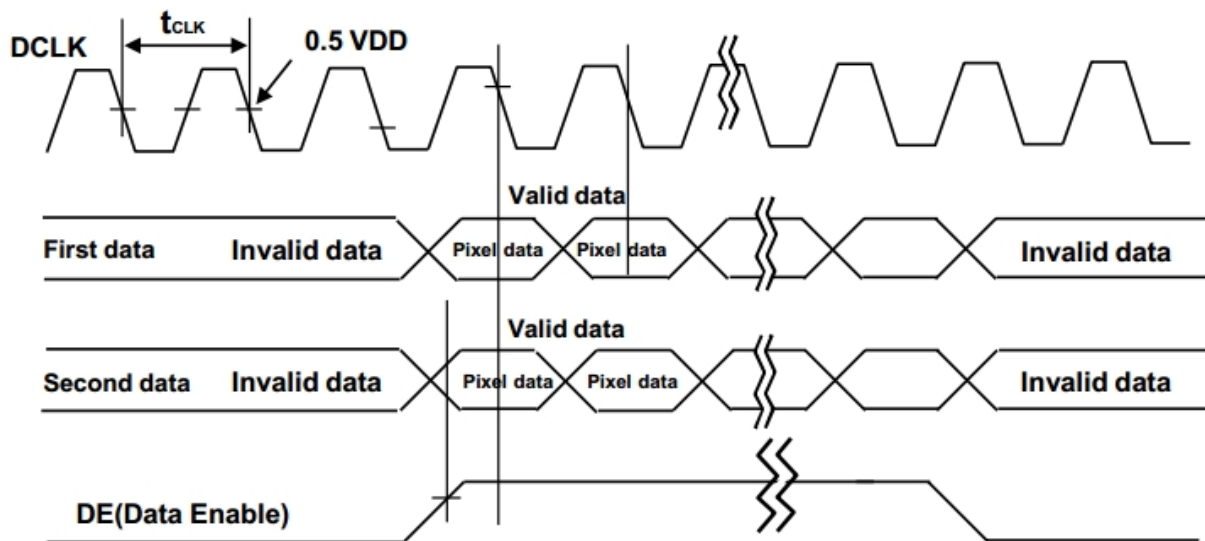 tCLK
DCLK
0.5 VDD
Valid data
First data
Invalid data
Pixel data
Pixel data
Invalid data
Valid data
Second data
Invalid data
Pixel data
Pixel data
Invalid data
DE(Data Enable)